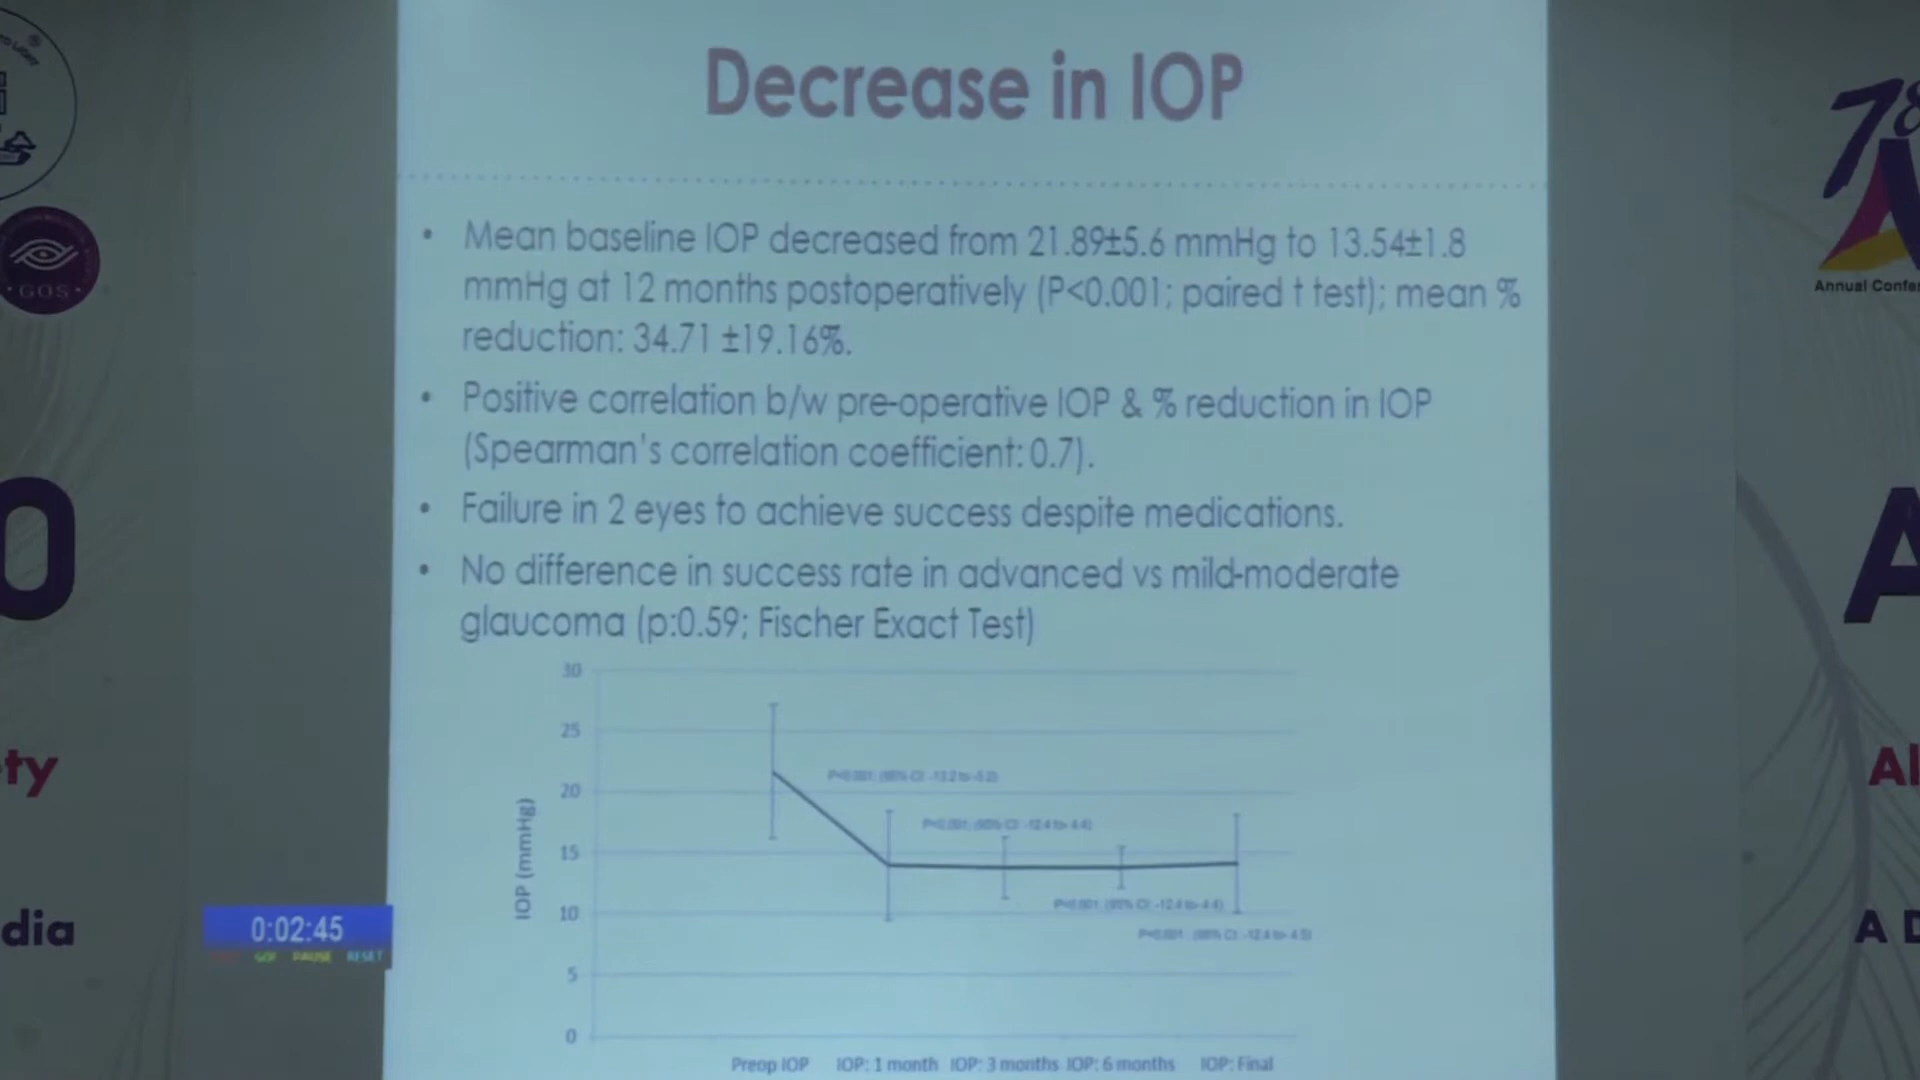 Decrease in IOP
• Mean baseline IOP decreased from 21.89±5.6 mmHg to 13.54±1.8
mmHg at 12 months postoperatively (P<0.001; paired t test); mean %
reduction: 34.71 ±19.16%.
• Positive correlation b/w pre-operative IOP & % reduction in IOP
(Spearman's correlation coefficient: 0.7).
• Failure in 2 eyes to achieve success despite medications.
• No difference in success rate in advanced vs mild-moderate
glaucoma (p:0.59; Fischer Exact Test)
30
25
20
15
10
5
0
IOP (mmHg)
Preop IOP IOP: 1 month IOP: 3 months IOP: 6 months IOP: Final
0:02:45
PAUSE RESET
GOS
ty
dia
78
Annual Confe
A
Al
A D